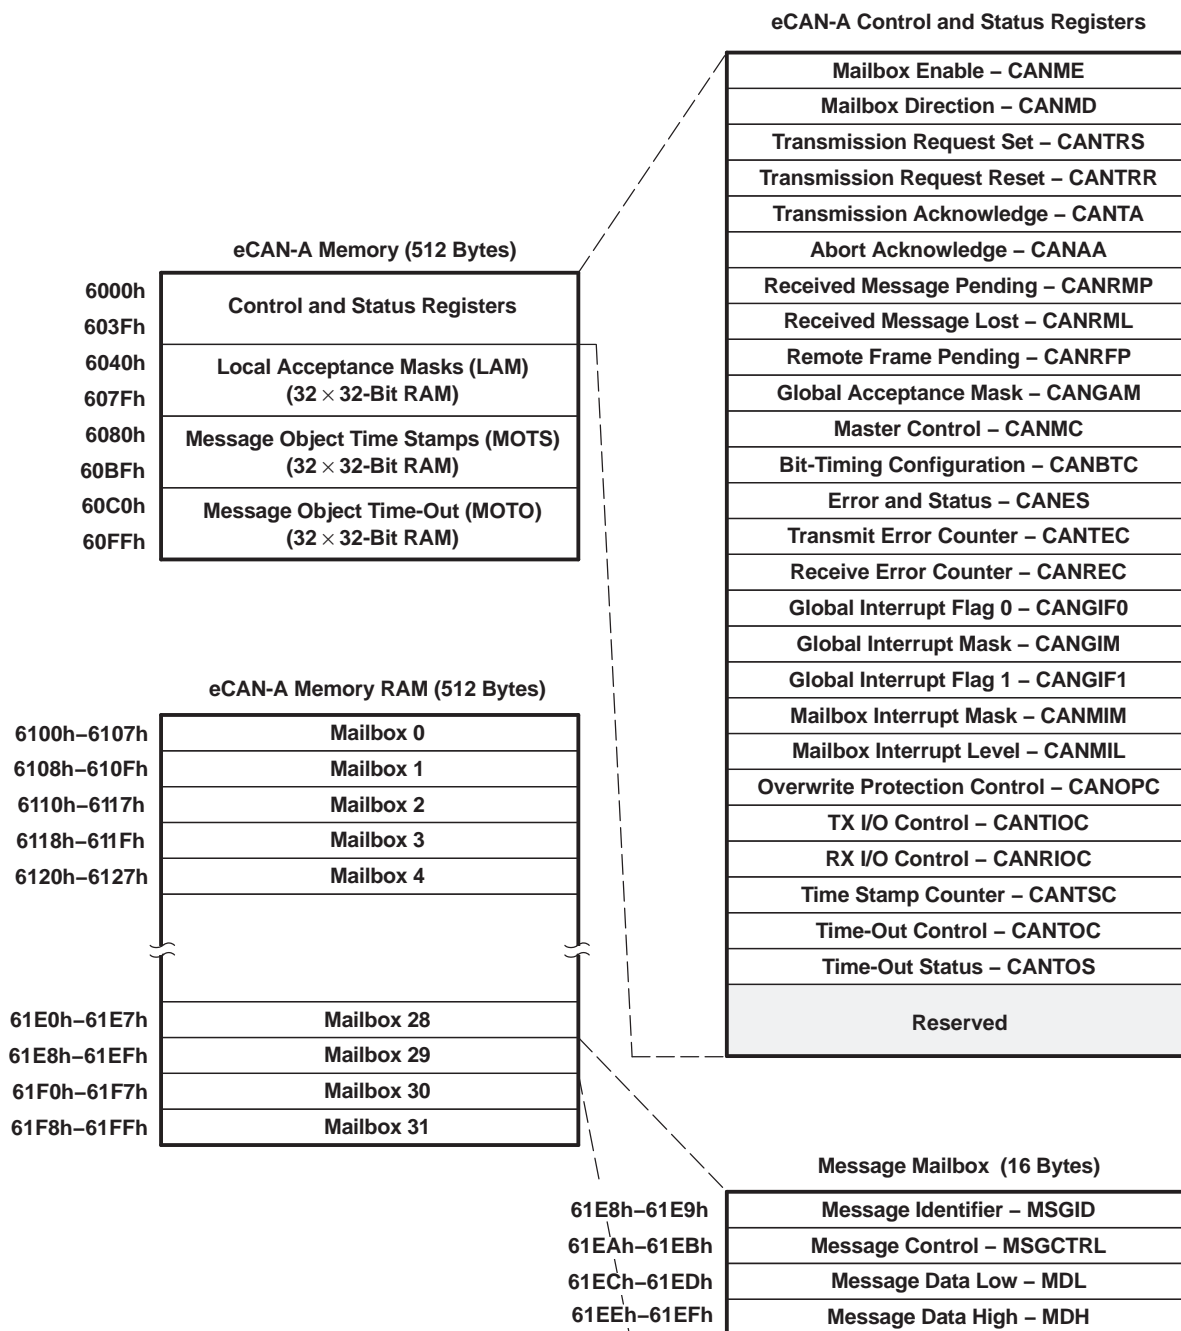 eCAN-A Control and Status Registers
Mailbox Enable – CANME
Mailbox Direction – CANMD
Transmission Request Set – CANTRS
Transmission Request Reset – CANTRR
Transmission Acknowledge – CANTA
Abort Acknowledge – CANAA
Received Message Pending – CANRMP
Received Message Lost – CANRML
Remote Frame Pending – CANRFP
Global Acceptance Mask – CANGAM
Master Control – CANMC
Bit-Timing Configuration – CANBTC
Error and Status – CANES
Transmit Error Counter – CANTEC
Receive Error Counter – CANREC
Global Interrupt Flag 0 – CANGIF0
Global Interrupt Mask – CANGIM
Global Interrupt Flag 1 – CANGIF1
Mailbox Interrupt Mask – CANMIM
Mailbox Interrupt Level – CANMIL
Overwrite Protection Control – CANOPC
TX I/O Control – CANTIOC
RX I/O Control – CANRIOC
Time Stamp Counter – CANTSC
Time-Out Control – CANTOC
Time-Out Status – CANTOS
Reserved
eCAN-A Memory (512 Bytes)
6000h
Control and Status Registers
603Fh
6040h
Local Acceptance Masks (LAM)
(32 × 32-Bit RAM)
607Fh
6080h
Message Object Time Stamps (MOTS)
(32 × 32-Bit RAM)
60BFh
60C0h
Message Object Time-Out (MOTO)
(32 × 32-Bit RAM)
60FFh
eCAN-A Memory RAM (512 Bytes)
6100h–6107h Mailbox 0
6108h–610Fh Mailbox 1
6110h–6117h Mailbox 2
6118h–611Fh Mailbox 3
6120h–6127h Mailbox 4
61E0h–61E7h Mailbox 28
61E8h–61EFh Mailbox 29
61F0h–61F7h Mailbox 30
61F8h–61FFh Mailbox 31
Message Mailbox (16 Bytes)
61E8h–61E9h Message Identifier – MSGID
61EAh–61EBh Message Control – MSGCTRL
61ECh–61EDh Message Data Low – MDL
61EEh–61EFh Message Data High – MDH